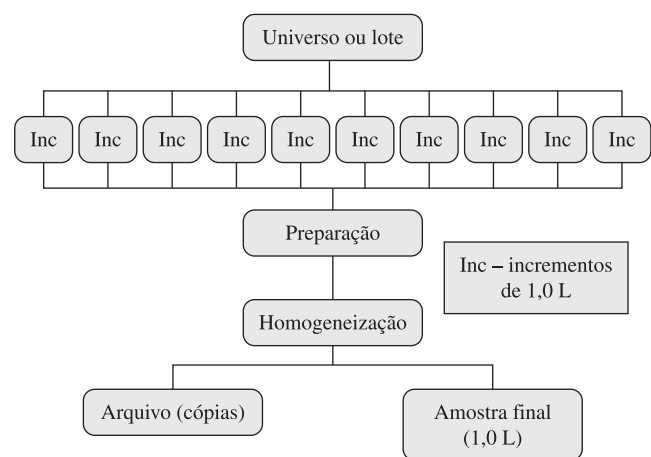 Universo ou lote
Inc Inc Inc Inc Inc Inc Inc Inc Inc Inc
Preparação
Inc – incrementos
de 1,0 L
Homogeneização
Arquivo (cópias)
Amostra final
(1,0 L)